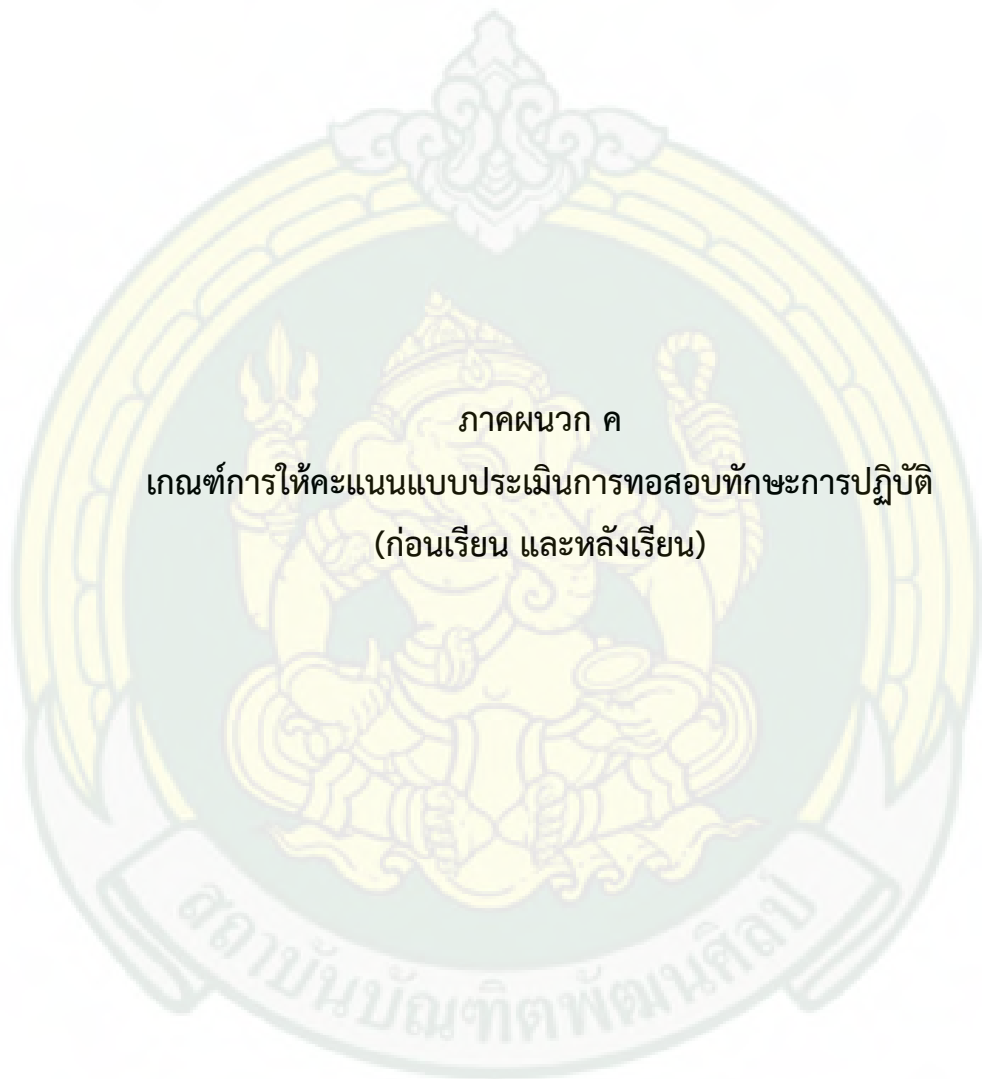 ภาคผนวก ค
เกณฑ์การให้คะแนนแบบประเมินการทอสอบทักษะการปฏิบัติ
(ก่อนเรียน และหลังเรียน)
สถาบันบัณฑิตพัฒนศิลป์